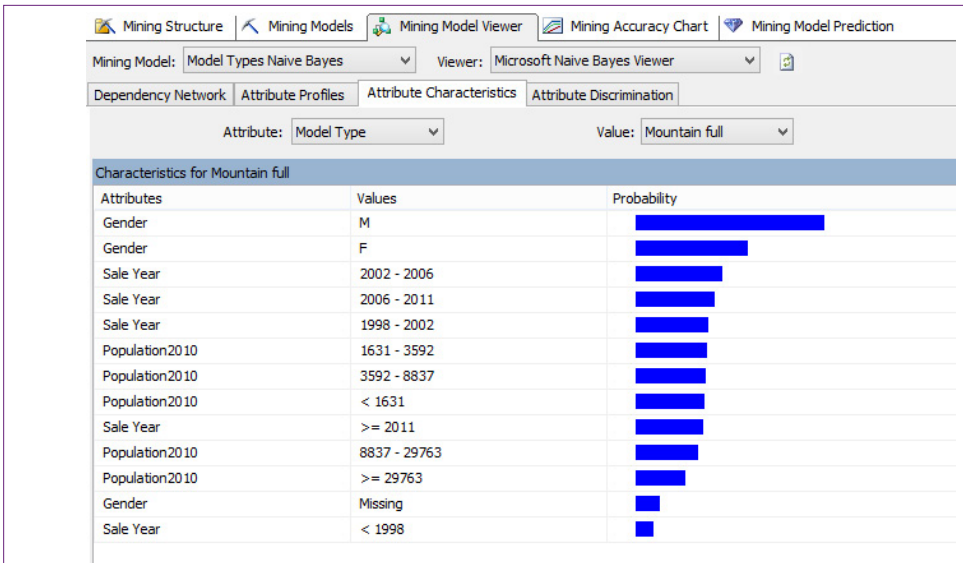 Mining Structure Mining Models Mining Model Viewer Mining Accuracy Chart Mining Model Prediction
Mining Model: Model Types Naive Bayes Viewer: Microsoft Naive Bayes Viewer
Dependency Network Attribute Profiles Attribute Characteristics Attribute Discrimination
Attribute: Model Type Value: Mountain full
Characteristics for Mountain full
Attributes Values Probability
Gender M
Gender F
Sale Year 2002 - 2006
Sale Year 2006 - 2011
Sale Year 1998 - 2002
Population2010 1631 - 3592
Population2010 3592 - 8837
Population2010 < 1631
Sale Year >= 2011
Population2010 8837 - 29763
Population2010 >= 29763
Gender Missing
Sale Year < 1998